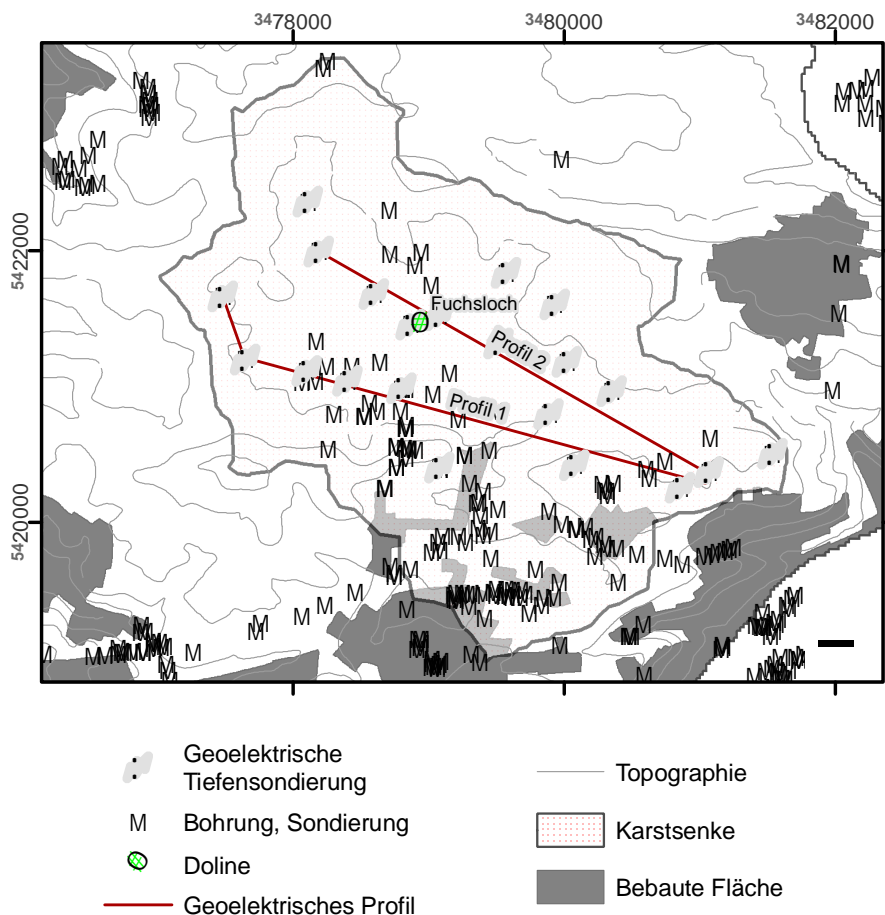 3478000 3480000 3482000
5422000
5420000
Fuchsloch
Profil 2
Profil 1
Geoelektrische
Tiefensondierung
M Bohrung, Sondierung
Doline
Geoelektrisches Profil
Topographie
Karstsenke
Bebaute Fläche